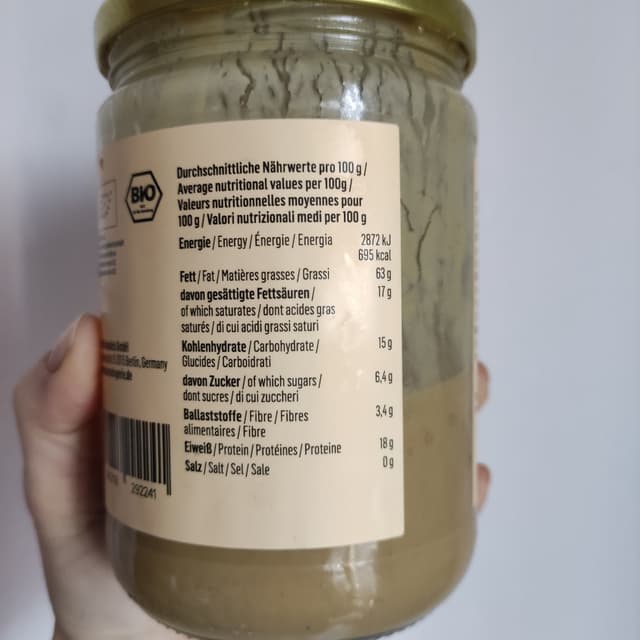 BIO
Durchschnittliche Nährwerte pro 100 g /
Average nutritional values per 100g /
Valeurs nutritionnelles moyennes pour
100 g / Valori nutrizionali medi per 100 g
Energie / Energy / Énergie / Energia 2872 kJ
695 kcal
Fett / Fat / Matières grasses / Grassi 63 g
davon gesättigte Fettsäuren / 17 g
of which saturates / dont acides gras
saturés / di cui acidi grassi saturi
Kohlenhydrate / Carbohydrate / 15 g
Glucides / Carboidrati
davon Zucker / of which sugars / 6,4 g
dont sucres / di cui zuccheri
Ballaststoffe / Fibre / Fibres 3,4 g
alimentaires / Fibre
Eiweiß / Protein / Protéines / Proteine 18 g
Salz / Salt / Sel / Sale 0 g
GmbH
Berlin, Germany
292241